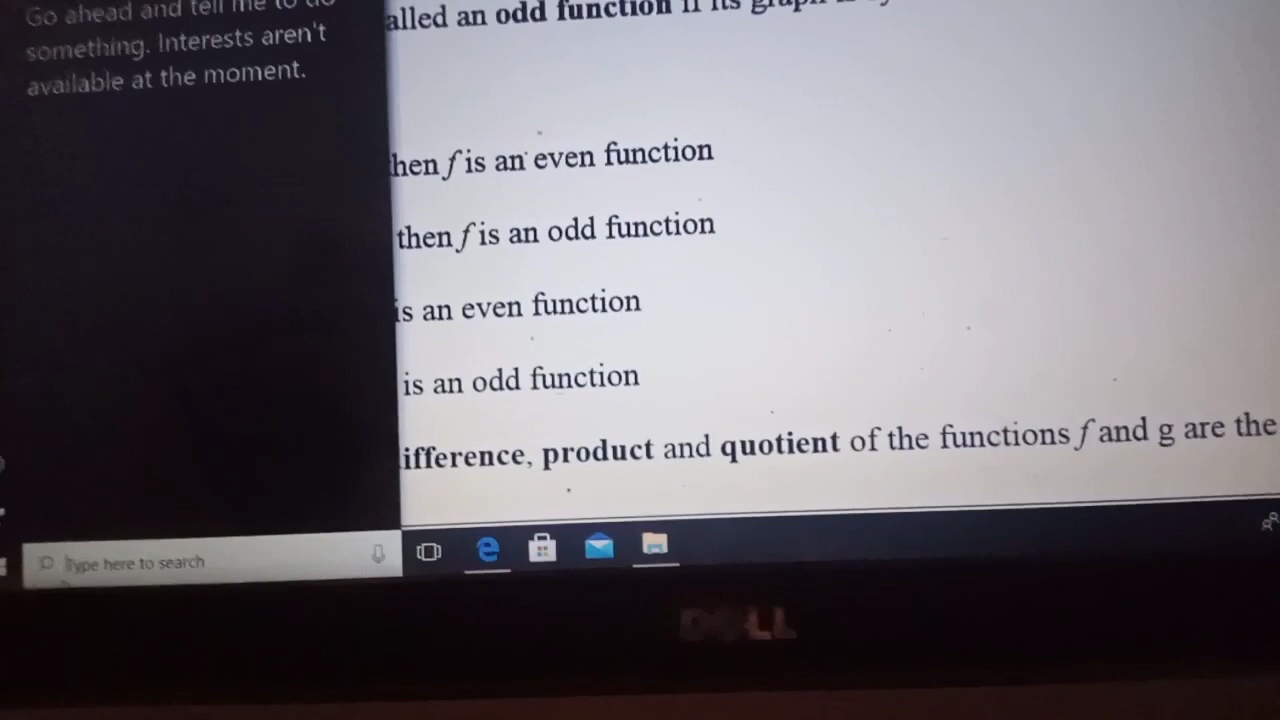 Go ahead and tell me to do
something. Interests aren't
available at the moment.
alled an odd function if its graph is
hen f is an even function
then f is an odd function
is an even function
is an odd function
ifference, product and quotient of the functions f and g are the
Type here to search
DELL